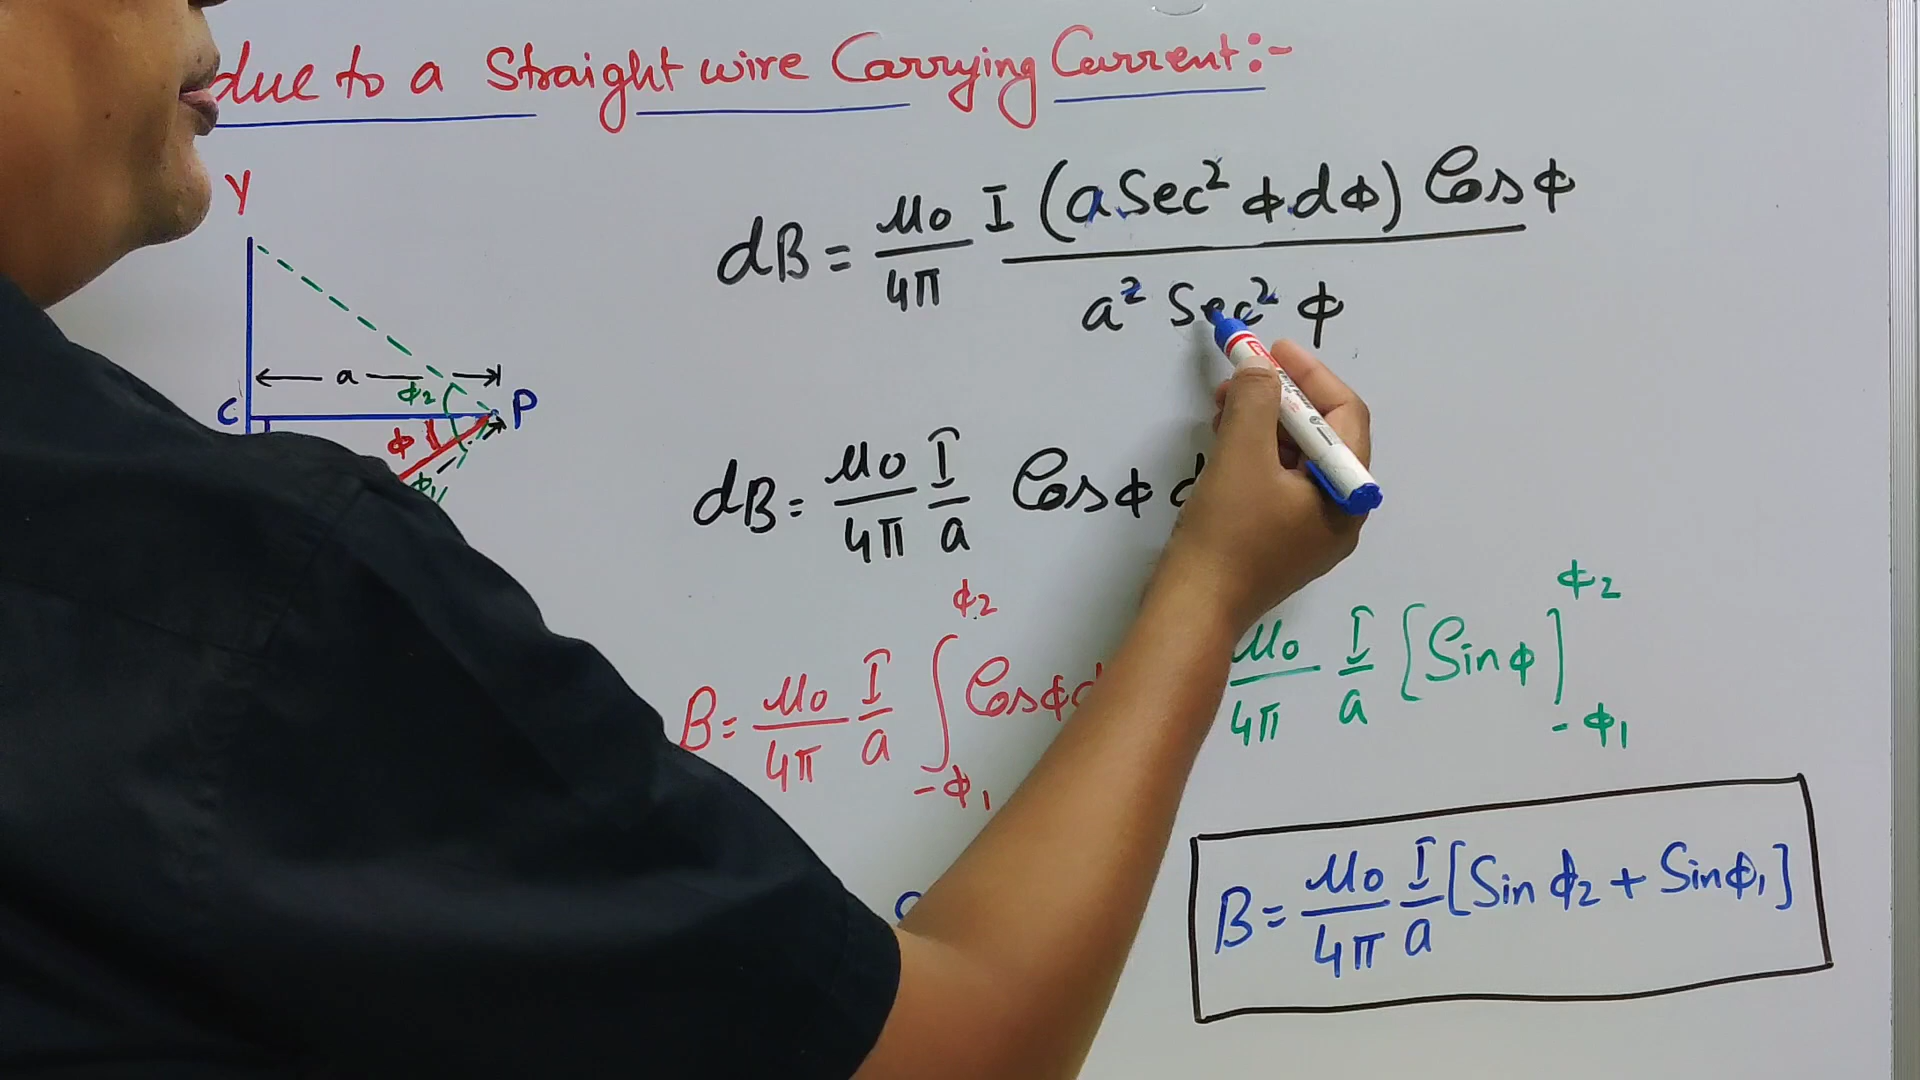 due to a Straight wire Carrying Current:-
Y
a
C
P
ϕ2
ϕ
ϕ1
dB = μ0/4π I (a Sec² ϕ.dϕ) Cos ϕ / a² Sec² ϕ
dB = μ0/4π I/a Cos ϕ d
B = μ0/4π I/a ∫_{-ϕ1}^{ϕ2} Cos ϕ d
μ0/4π I/a [Sin ϕ]_{-ϕ1}^{ϕ2}
B = μ0/4π I/a [Sin ϕ2 + Sin ϕ1]